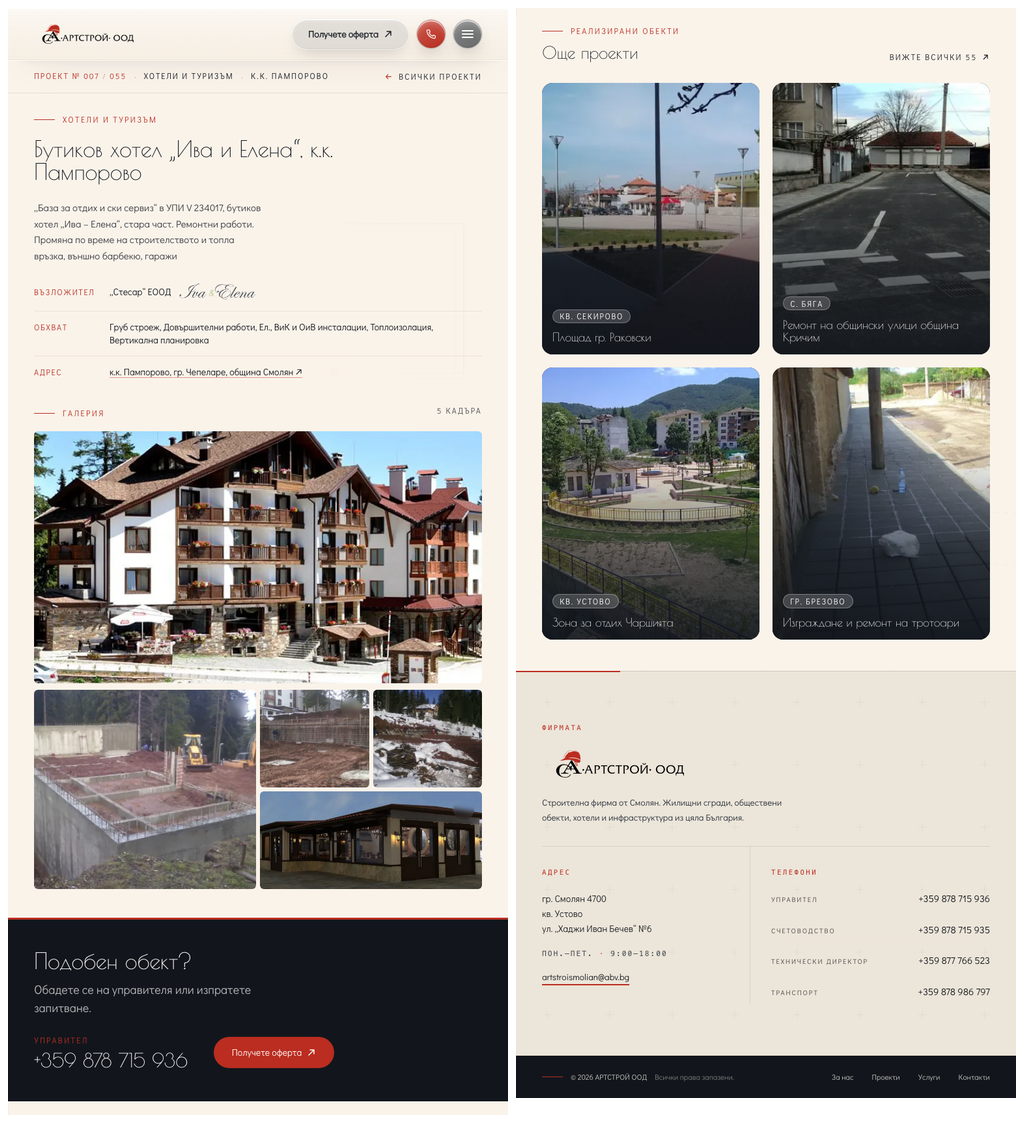 АРТСТРОЙ· ООД
Получете оферта ↗
ПРОЕКТ № 007 / 055 · ХОТЕЛИ И ТУРИЗЪМ · К.К. ПАМПОРОВО
← ВСИЧКИ ПРОЕКТИ
ХОТЕЛИ И ТУРИЗЪМ
Бутиков хотел „Ива и Елена“, к.к.
Пампорово
„База за отдих и ски сервиз“ в УПИ V 234017, бутиков
хотел „Ива – Елена“, стара част. Ремонтни работи.
Промяна по време на строителството и топла
връзка, външно барбекю, гаражи
ВЪЗЛОЖИТЕЛ
„Стесар“ ЕООД
Iva & Elena
ОБХВАТ
Груб строеж, Довършителни работи, Ел., ВиК и ОиВ инсталации, Топлоизолация,
Вертикална планировка
АДРЕС
к.к. Пампорово, гр. Чепеларе, община Смолян ↗
ГАЛЕРИЯ
5 КАДЪРА
Подобен обект?
Обадете се на управителя или изпратете
запитване.
УПРАВИТЕЛ
+359 878 715 936
Получете оферта ↗
РЕАЛИЗИРАНИ ОБЕКТИ
Още проекти
ВИЖТЕ ВСИЧКИ 55 ↗
КВ. СЕКИРОВО
Площад гр. Раковски
С. БЯГА
Ремонт на общински улици община
Кричим
КВ. УСТОВО
Зона за отдих Чаршията
ГР. БРЕЗОВО
Изграждане и ремонт на тротоари
ФИРМАТА
АРТСТРОЙ· ООД
Строителна фирма от Смолян. Жилищни сгради, обществени
обекти, хотели и инфраструктура из цяла България.
АДРЕС
гр. Смолян 4700
кв. Устово
ул. „Хаджи Иван Бечев“ №6
ПОН.–ПЕТ. · 9:00–18:00
artstroismolian@abv.bg
ТЕЛЕФОНИ
УПРАВИТЕЛ
+359 878 715 936
СЧЕТОВОДСТВО
+359 878 715 935
ТЕХНИЧЕСКИ ДИРЕКТОР
+359 877 766 523
ТРАНСПОРТ
+359 878 986 797
© 2026 АРТСТРОЙ ООД
Всички права запазени.
За нас
Проекти
Услуги
Контакти